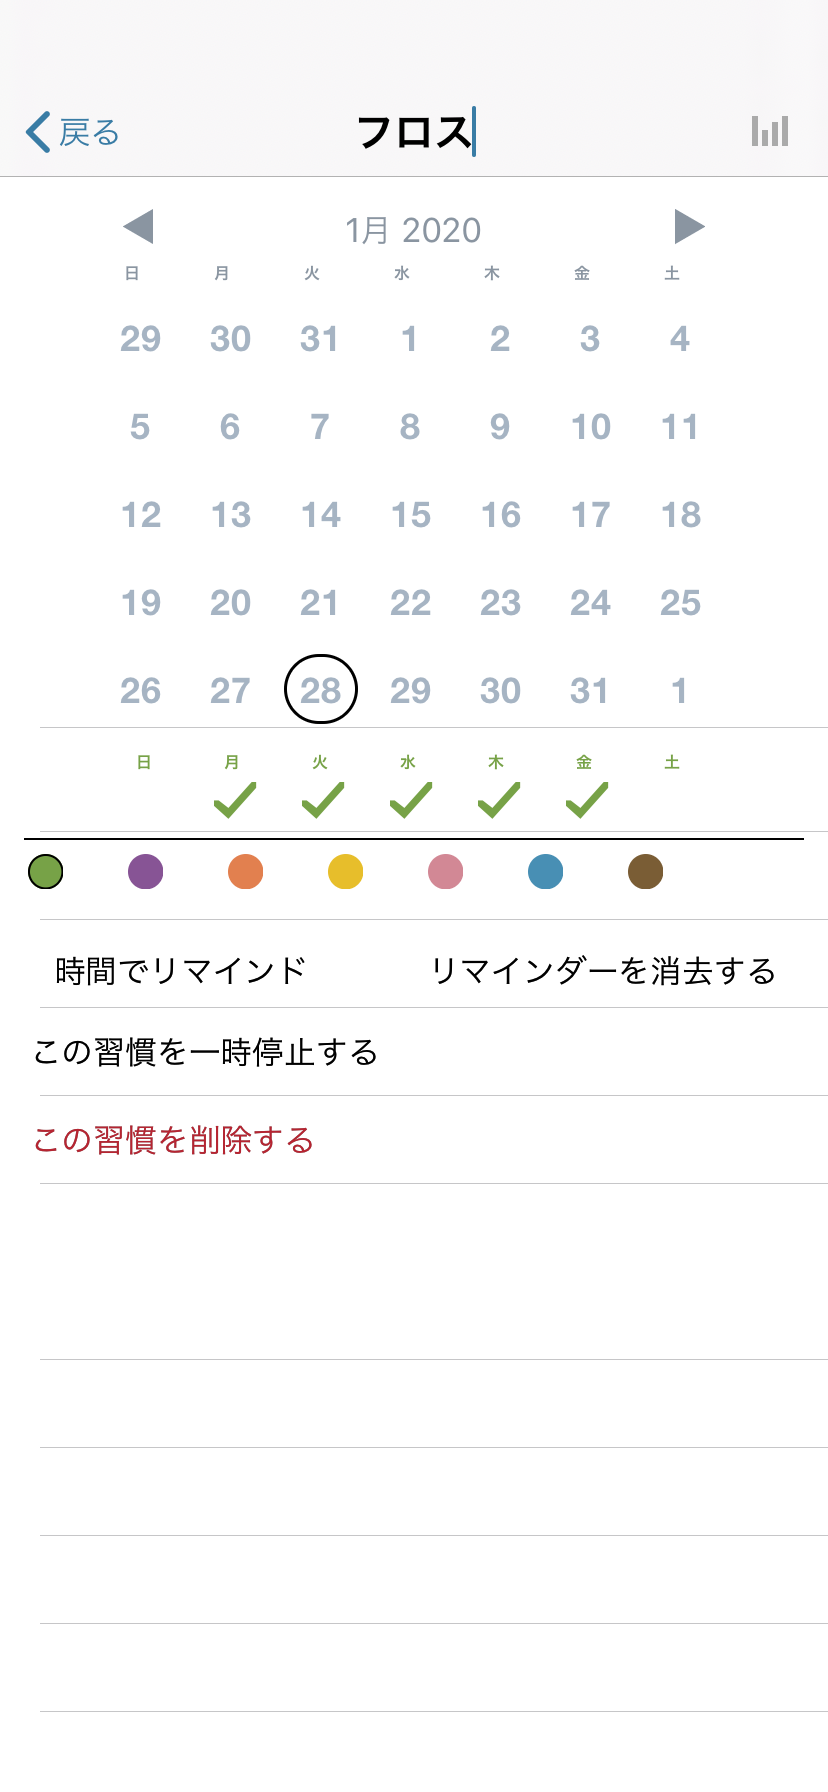 戻る フロス
1月 2020
日 月 火 水 木 金 土
29 30 31 1 2 3 4
5 6 7 8 9 10 11
12 13 14 15 16 17 18
19 20 21 22 23 24 25
26 27 28 29 30 31 1
日 月 火 水 木 金 土
時間でリマインド リマインダーを消去する
この習慣を一時停止する
この習慣を削除する